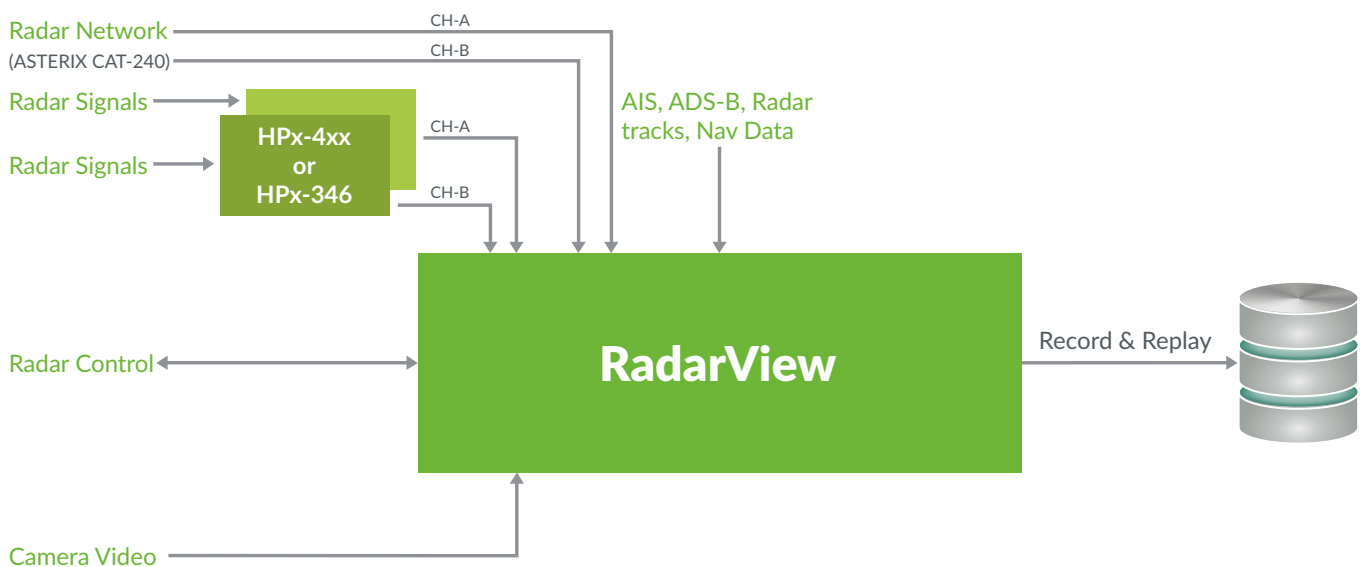 Radar Network
(ASTERIX CAT-240)
CH-A
CH-B
Radar Signals
Radar Signals
HPx-4xx
or
HPx-346
CH-A
CH-B
AIS, ADS-B, Radar
tracks, Nav Data
Radar Control
RadarView
Record & Replay
Camera Video